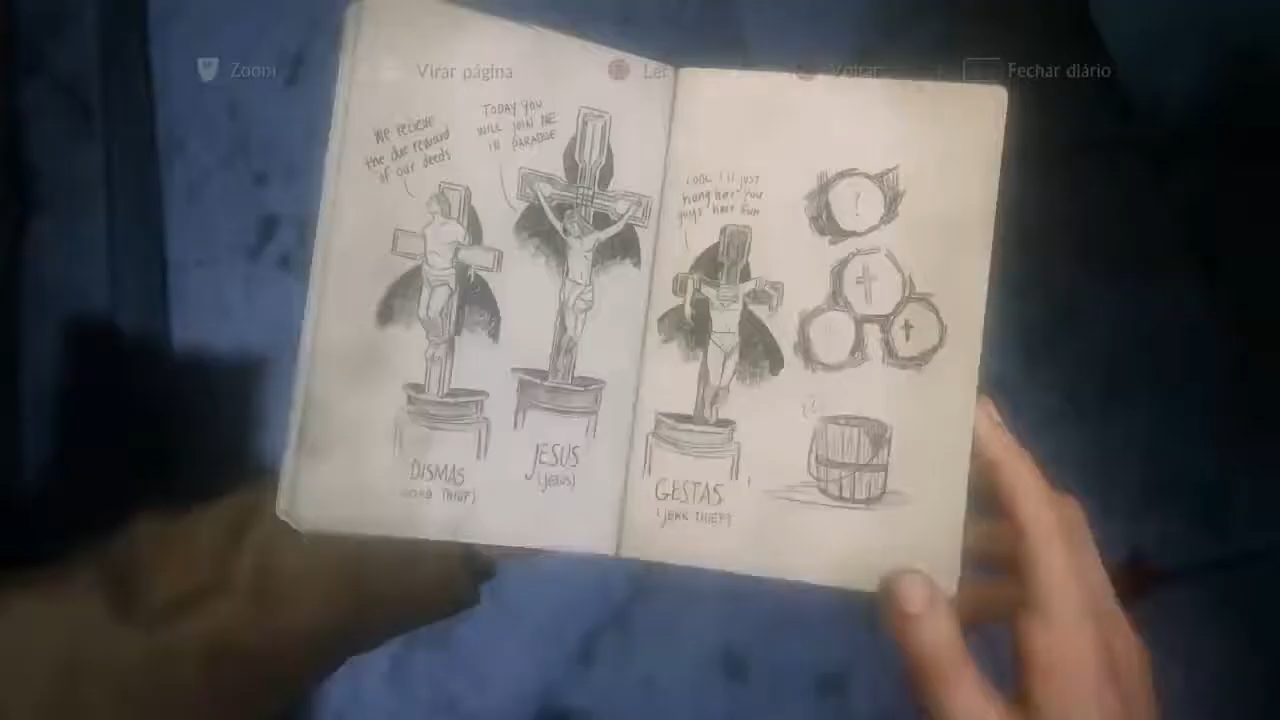 Zoom
Virar página
Ler
Voltar
Fechar diário
We receive
the due reward
of our deeds
TODAY YOU
WILL JOIN ME
IN PARADISE
LOOK I'll JUST
hang here you
guys have fun
DISMAS
(GOOD THIEF)
JESUS
(jesus)
GESTAS
(JERK THIEF)
?
??